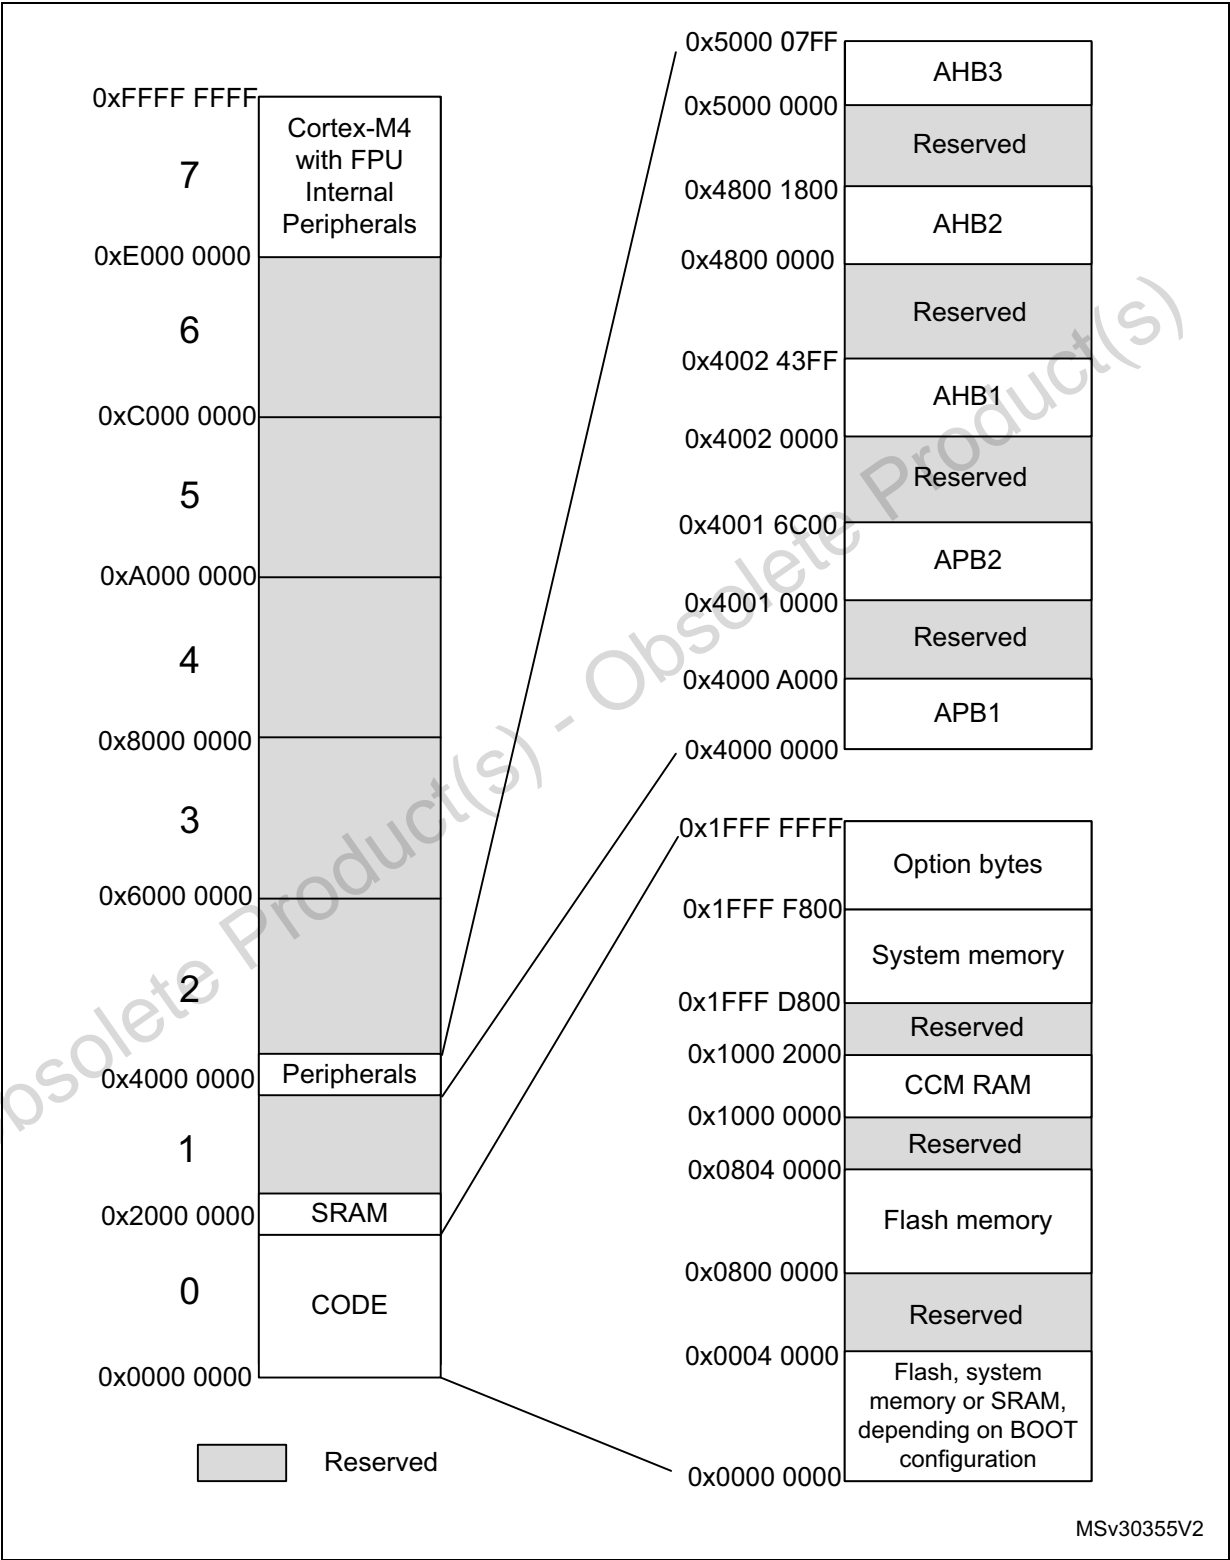 0xFFFF FFFF
7
Cortex-M4
with FPU
Internal
Peripherals
0xE000 0000
6
0xC000 0000
5
0xA000 0000
4
0x8000 0000
3
0x6000 0000
2
0x4000 0000
Peripherals
1
0x2000 0000
SRAM
0
CODE
0x0000 0000
Reserved
0x5000 07FF
AHB3
0x5000 0000
Reserved
0x4800 1800
AHB2
0x4800 0000
Reserved
0x4002 43FF
AHB1
0x4002 0000
Reserved
0x4001 6C00
APB2
0x4001 0000
Reserved
0x4000 A000
APB1
0x4000 0000
0x1FFF FFFF
Option bytes
0x1FFF F800
System memory
0x1FFF D800
Reserved
0x1000 2000
CCM RAM
0x1000 0000
Reserved
0x0804 0000
Flash memory
0x0800 0000
Reserved
0x0004 0000
Flash, system
memory or SRAM,
depending on BOOT
configuration
0x0000 0000
MSv30355V2
bsolete Product(s) - Obsolete Product(s)